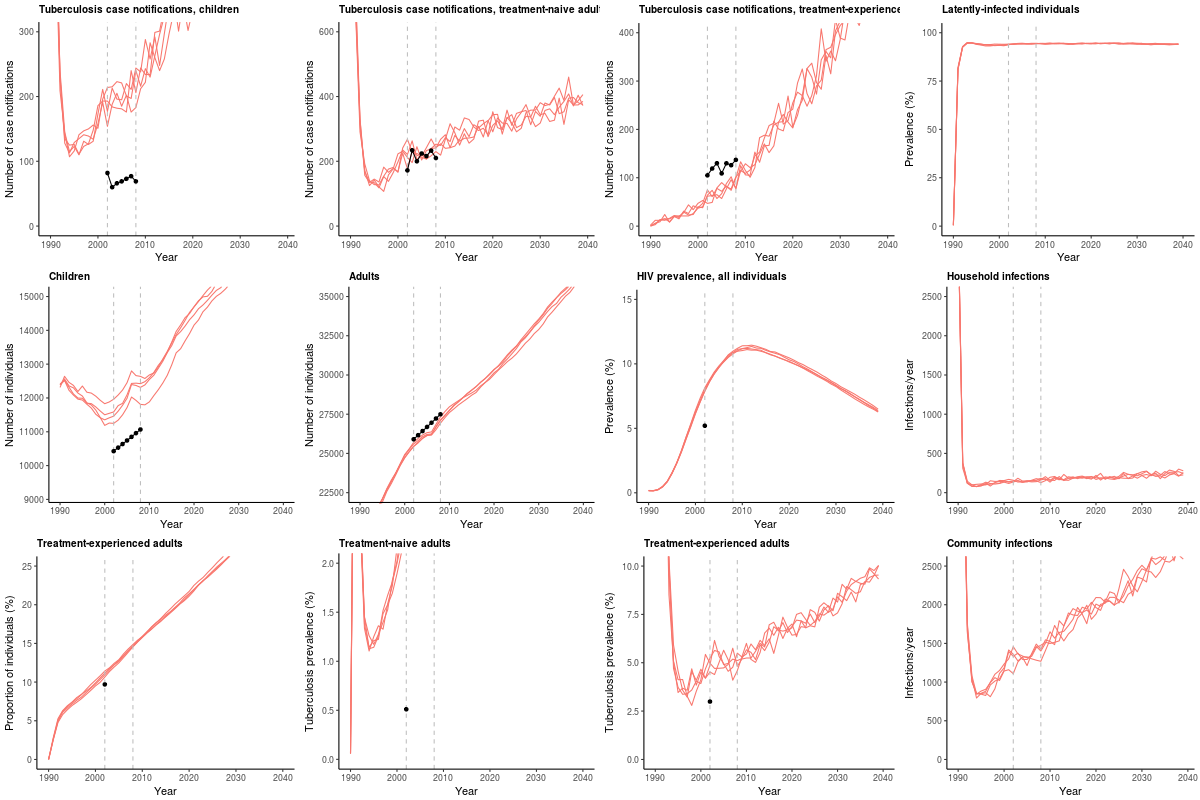 Tuberculosis case notifications, children
Number of case notifications
300
200
100
0
1990 2000 2010 2020 2030 2040
Year
Tuberculosis case notifications, treatment-naive adul
Number of case notifications
600
400
200
0
1990 2000 2010 2020 2030 2040
Year
Tuberculosis case notifications, treatment-experience
Number of case notifications
400
300
200
100
0
1990 2000 2010 2020 2030 2040
Year
Latently-infected individuals
Prevalence (%)
100
75
50
25
0
1990 2000 2010 2020 2030 2040
Year
Children
Number of individuals
15000
14000
13000
12000
11000
10000
9000
1990 2000 2010 2020 2030 2040
Year
Adults
Number of individuals
35000
32500
30000
27500
25000
22500
1990 2000 2010 2020 2030 2040
Year
HIV prevalence, all individuals
Prevalence (%)
15
10
5
0
1990 2000 2010 2020 2030 2040
Year
Household infections
Infections/year
2500
2000
1500
1000
500
0
1990 2000 2010 2020 2030 2040
Year
Treatment-experienced adults
Proportion of individuals (%)
25
20
15
10
5
0
1990 2000 2010 2020 2030 2040
Year
Treatment-naive adults
Tuberculosis prevalence (%)
2.0
1.5
1.0
0.5
0.0
1990 2000 2010 2020 2030 2040
Year
Treatment-experienced adults
Tuberculosis prevalence (%)
10.0
7.5
5.0
2.5
0.0
1990 2000 2010 2020 2030 2040
Year
Community infections
Infections/year
2500
2000
1500
1000
500
0
1990 2000 2010 2020 2030 2040
Year